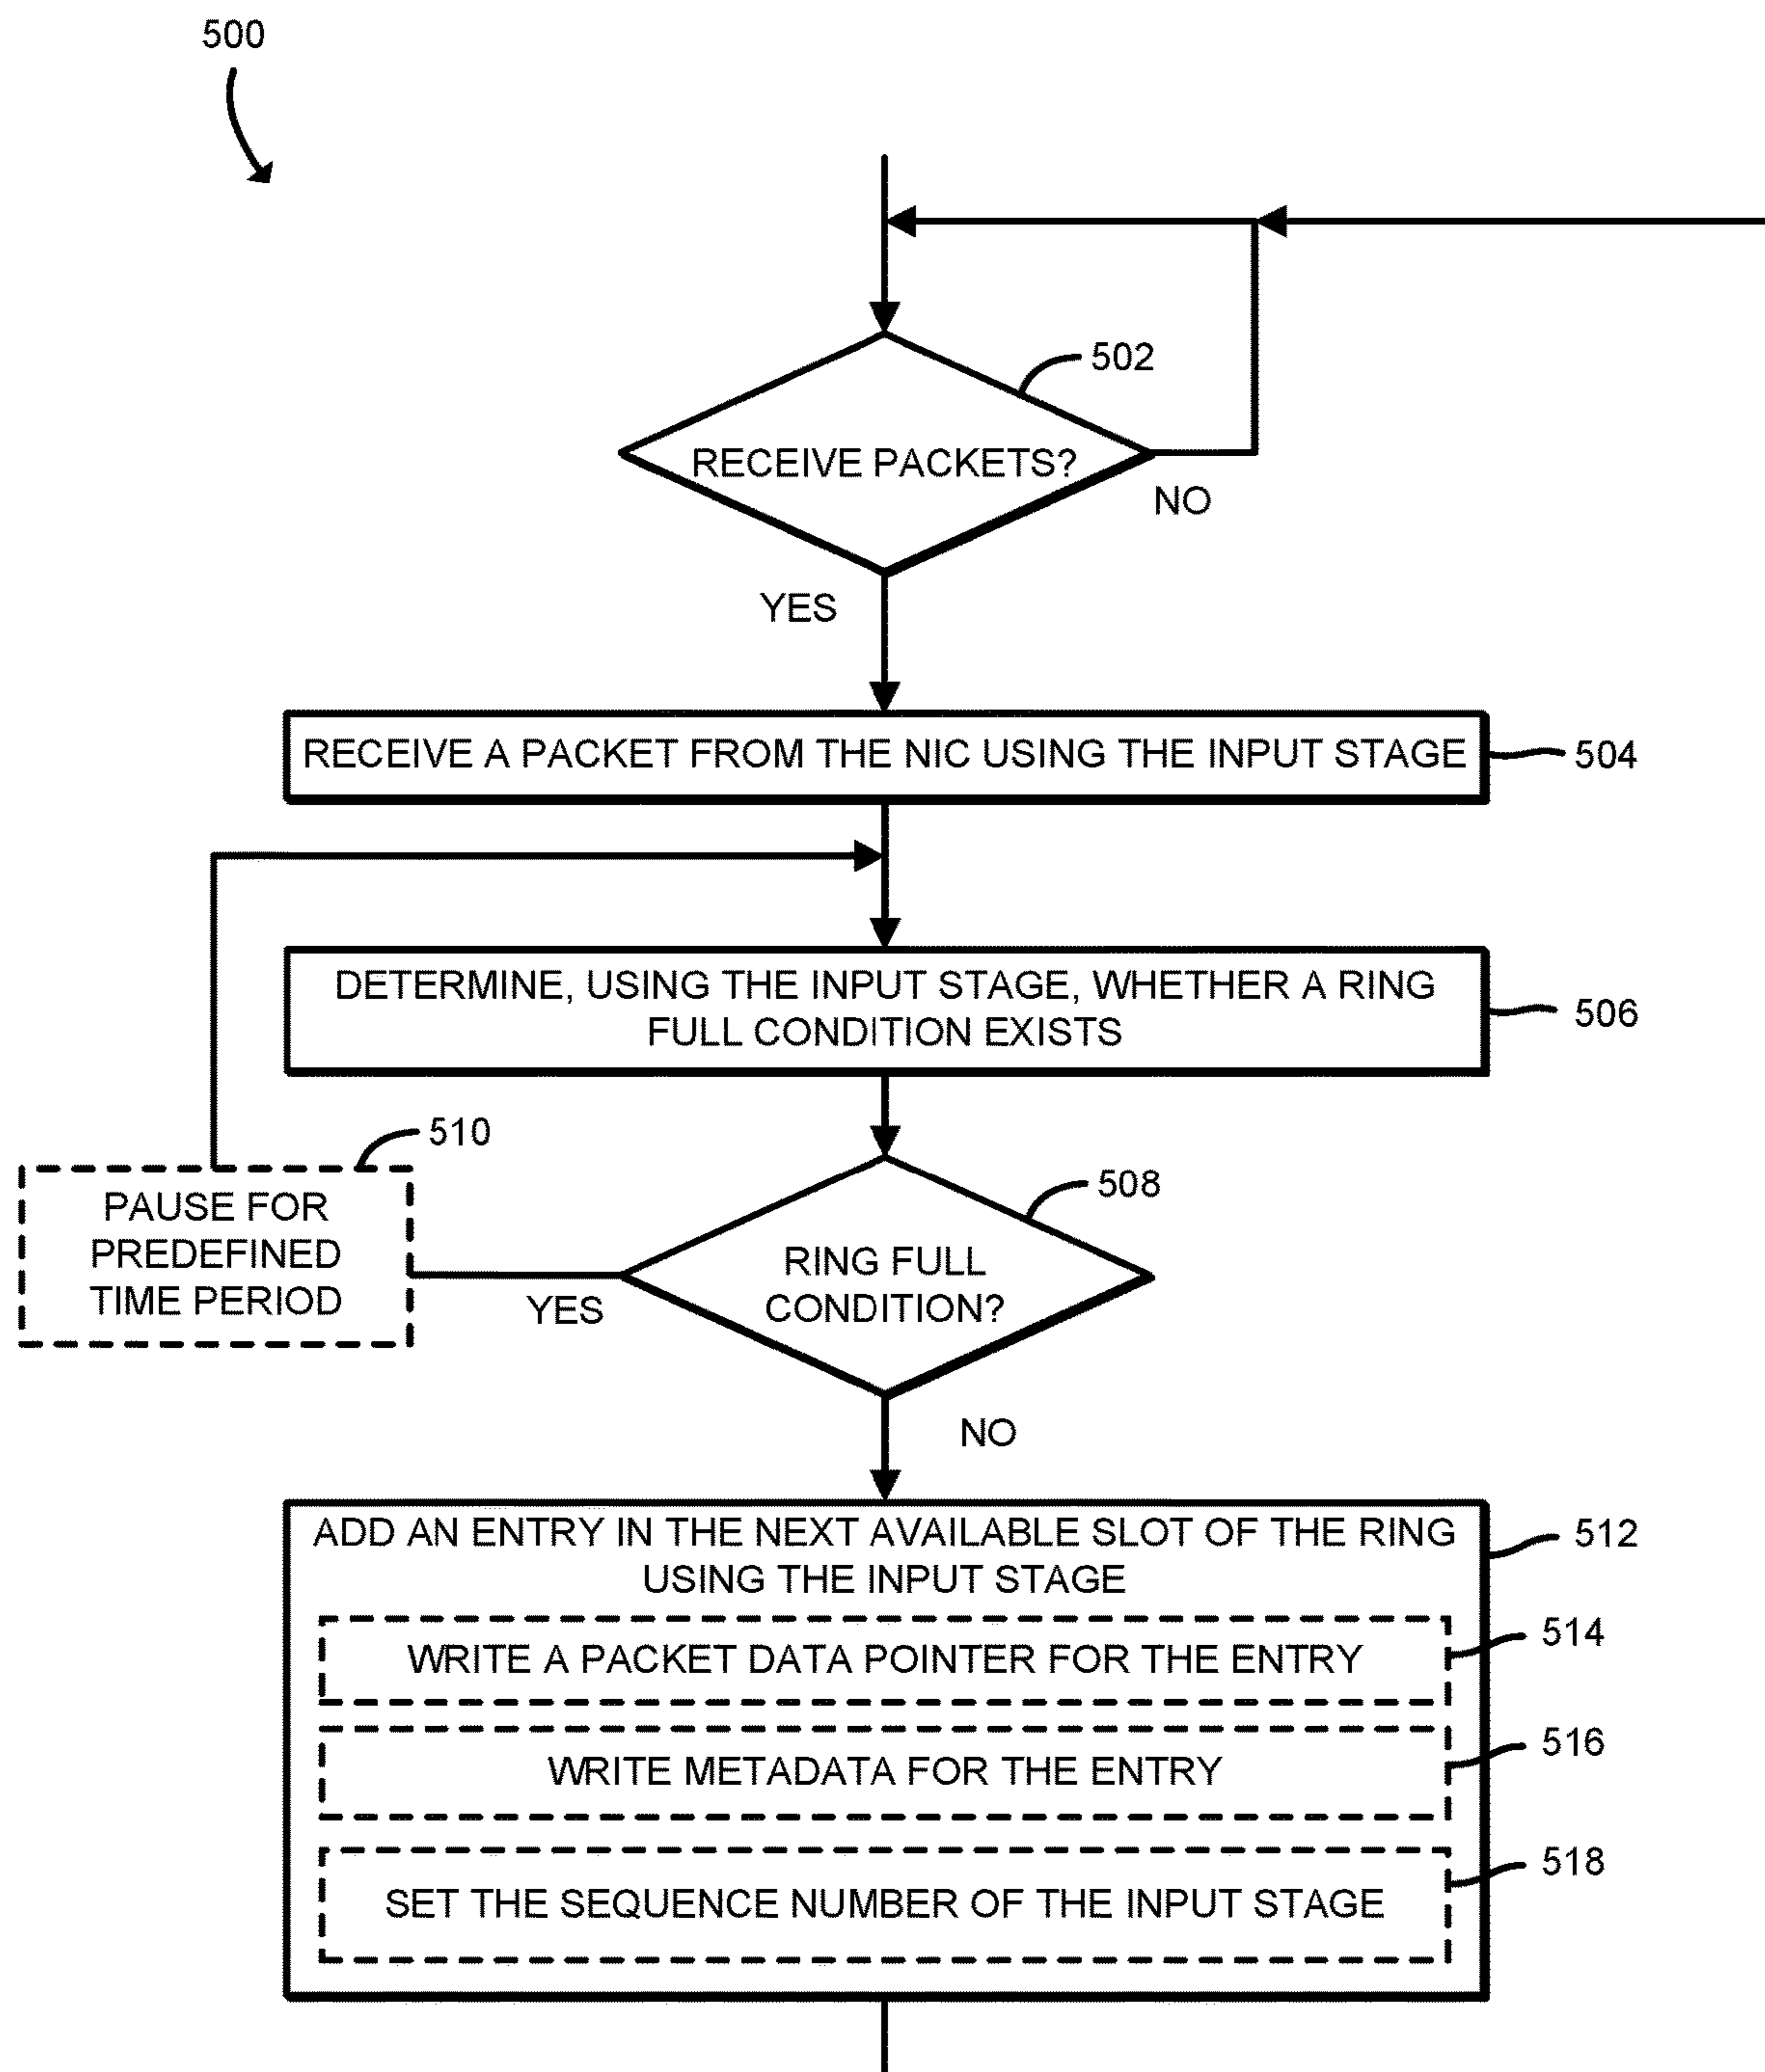 500
502
RECEIVE PACKETS?
NO
YES
RECEIVE A PACKET FROM THE NIC USING THE INPUT STAGE
504
DETERMINE, USING THE INPUT STAGE, WHETHER A RING
FULL CONDITION EXISTS
506
510
PAUSE FOR
PREDEFINED
TIME PERIOD
508
RING FULL
CONDITION?
YES
NO
ADD AN ENTRY IN THE NEXT AVAILABLE SLOT OF THE RING
USING THE INPUT STAGE
512
WRITE A PACKET DATA POINTER FOR THE ENTRY
514
WRITE METADATA FOR THE ENTRY
516
SET THE SEQUENCE NUMBER OF THE INPUT STAGE
518